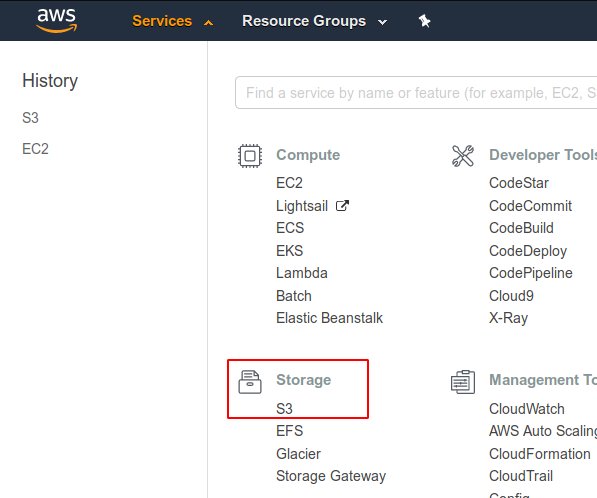 aws Services Resource Groups
History
S3
EC2
Find a service by name or feature (for example, EC2, S
Compute
EC2
Lightsail
ECS
EKS
Lambda
Batch
Elastic Beanstalk
Storage
S3
EFS
Glacier
Storage Gateway
Developer Tools
CodeStar
CodeCommit
CodeBuild
CodeDeploy
CodePipeline
Cloud9
X-Ray
Management To
CloudWatch
AWS Auto Scaling
CloudFormation
CloudTrail
Config